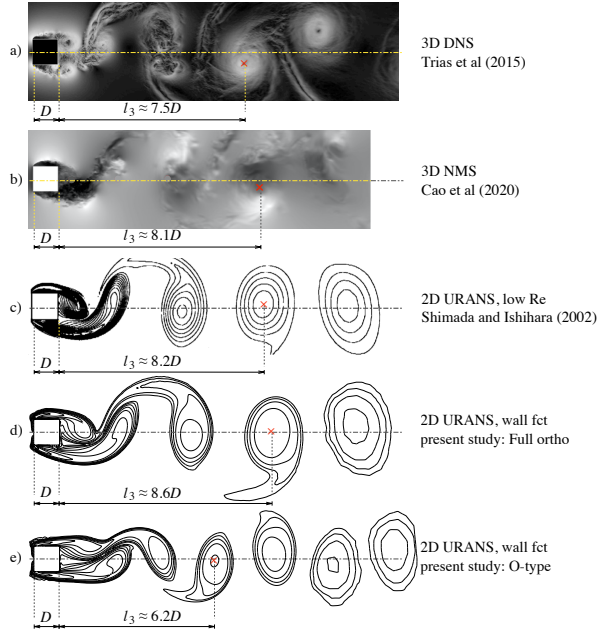 a)
3D DNS
Trias et al (2015)
D
l3 ≈ 7.5D
b)
3D NMS
Cao et al (2020)
D
l3 ≈ 8.1D
c)
2D URANS, low Re
Shimada and Ishihara (2002)
D
l3 ≈ 8.2D
d)
2D URANS, wall fct
present study: Full ortho
D
l3 ≈ 8.6D
e)
2D URANS, wall fct
present study: O-type
D
l3 ≈ 6.2D